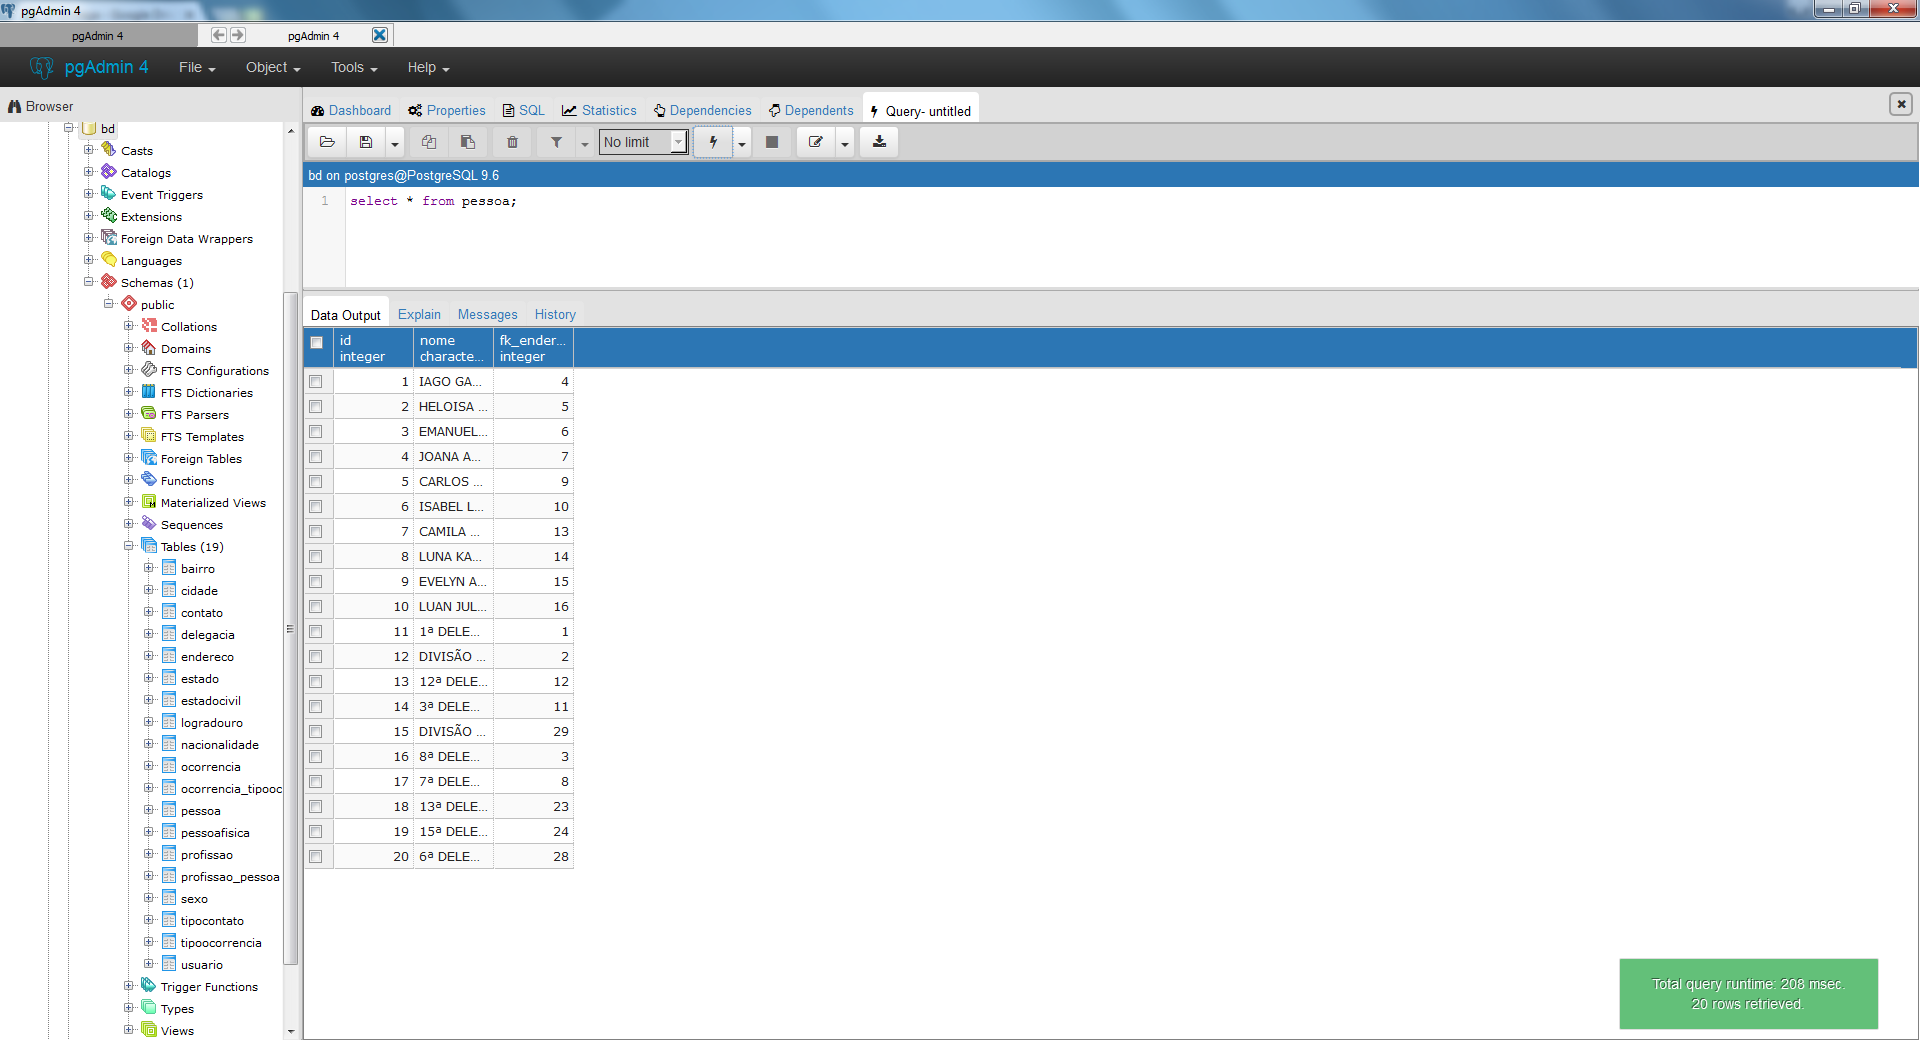 pgAdmin 4
pgAdmin 4
pgAdmin 4
pgAdmin 4
File
Object
Tools
Help
Browser
bd
Casts
Catalogs
Event Triggers
Extensions
Foreign Data Wrappers
Languages
Schemas (1)
public
Collations
Domains
FTS Configurations
FTS Dictionaries
FTS Parsers
FTS Templates
Foreign Tables
Functions
Materialized Views
Sequences
Tables (19)
bairro
cidade
contato
delegacia
endereco
estado
estadocivil
logradouro
nacionalidade
ocorrencia
ocorrencia_tipooc
pessoa
pessoafisica
profissao
profissao_pessoa
sexo
tipocontato
tipoocorrencia
usuario
Trigger Functions
Types
Views
Dashboard
Properties
SQL
Statistics
Dependencies
Dependents
Query- untitled
No limit
bd on postgres@PostgreSQL 9.6
1 select * from pessoa;
Data Output
Explain
Messages
History
id nome fk_ender...
integer characte... integer
1 IAGO GA... 4
2 HELOISA ... 5
3 EMANUEL... 6
4 JOANA A... 7
5 CARLOS ... 9
6 ISABEL L... 10
7 CAMILA ... 13
8 LUNA KA... 14
9 EVELYN A... 15
10 LUAN JUL... 16
11 1ª DELE... 1
12 DIVISÃO ... 2
13 12ª DELE... 12
14 3ª DELE... 11
15 DIVISÃO ... 29
16 8ª DELE... 3
17 7ª DELE... 8
18 13ª DELE... 23
19 15ª DELE... 24
20 6ª DELE... 28
Total query runtime: 208 msec.
20 rows retrieved.